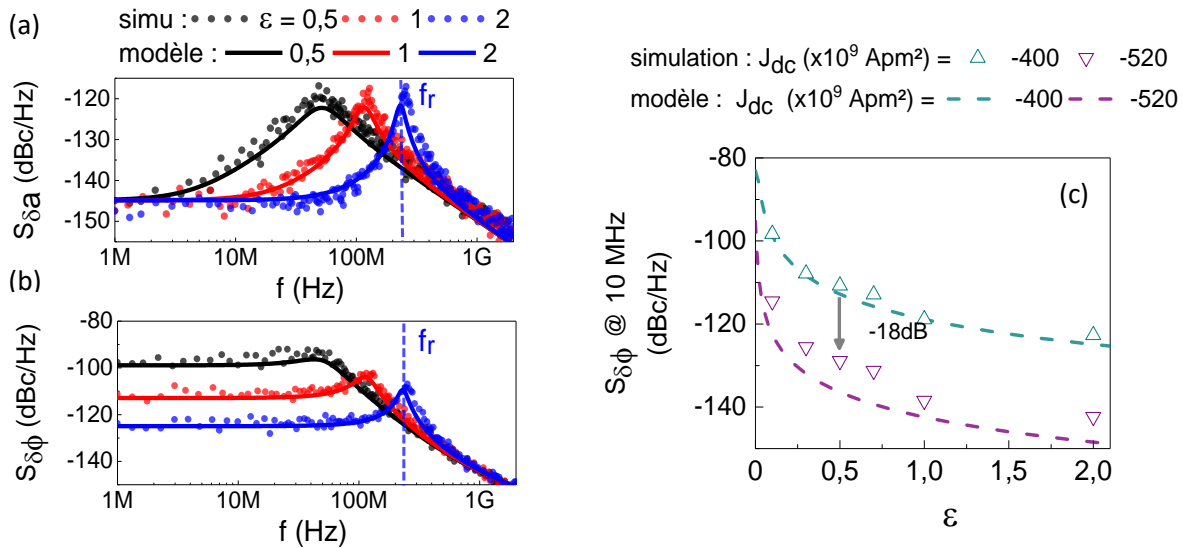 (a)
simu : ε = 0,5 1 2
modèle : 0,5 1 2
fr
-120
-130
-140
-150
Sδa (dBc/Hz)
1M 10M 100M 1G
f (Hz)
(b)
fr
-80
-100
-120
-140
Sδϕ (dBc/Hz)
1M 10M 100M 1G
f (Hz)
simulation : Jdc (x10⁹ Apm²) = -400 -520
modèle : Jdc (x10⁹ Apm²) = -400 -520
(c)
-80
-100
-120
-140
Sδϕ @ 10 MHz
(dBc/Hz)
-18dB
0 0,5 1,0 1,5 2,0
ε